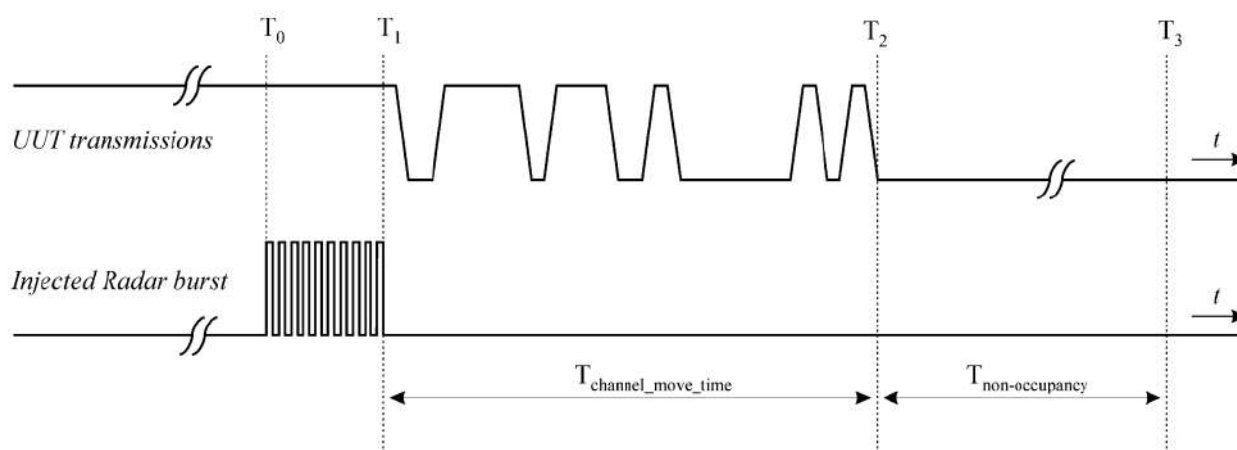 T0 T1 T2 T3
UUT transmissions
t
Injected Radar burst
t
Tchannel_move_time
Tnon-occupancy